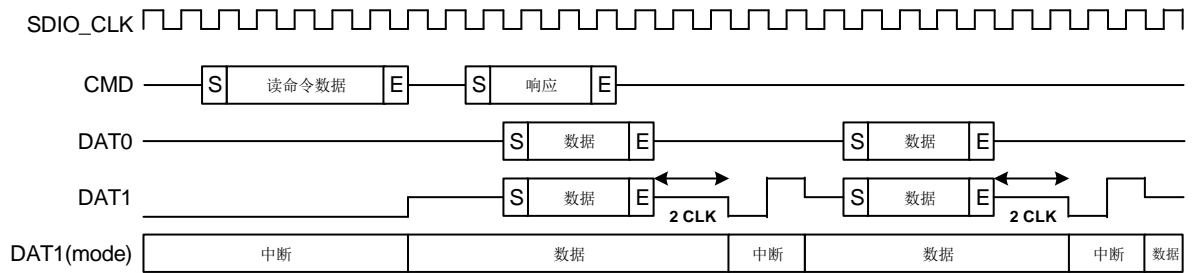 SDIO_CLK
CMD S 读命令数据 E S 响应 E
DAT0 S 数据 E S 数据 E
DAT1 S 数据 E S 数据 E
2 CLK 2 CLK
DAT1(mode) 中断 数据 中断 数据 中断 数据